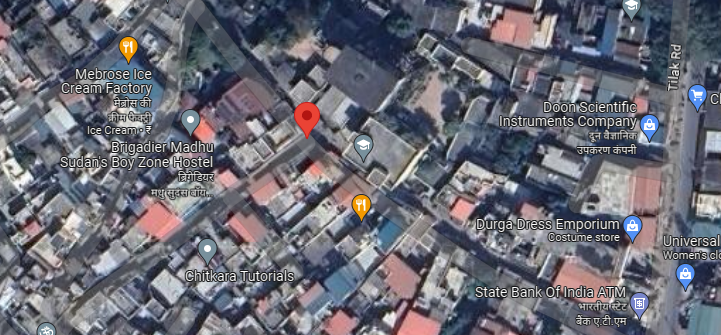 Tilak Rd
Mebrose Ice
Cream Factory
मैब्रोस की
क्रीम फैक्ट्री
Ice Cream • ₹
Brigadier Madhu
Sudan's Boy Zone Hostel
ब्रिगेडियर
मधु सुदस बॉय...
Doon Scientific
Instruments Company
दून वैज्ञानिक
उपकरण कंपनी
Durga Dress Emporium
Costume store
Universal
Women's clo
Chitkara Tutorials
State Bank Of India ATM
भारतीय स्टेट
बैंक ए.टी.एम